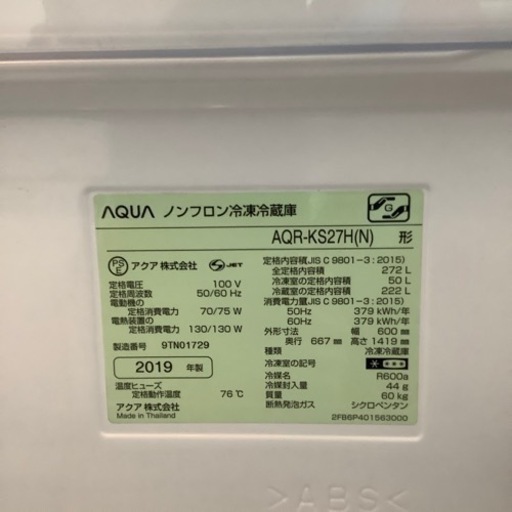 AQUA ノンフロン冷凍冷蔵庫
G
AQR-KS27H(N) 形
PSE アクア株式会社 JET
定格電圧 100 V
定格周波数 50/60 Hz
電動機の
定格消費電力 70/75 W
電熱装置の
定格消費電力 130/130 W
製造番号 9TN01729
2019 年製
温度ヒューズ
定格動作温度 76℃
アクア株式会社
Made in Thailand
定格内容積(JIS C 9801-3:2015)
全定格内容積 272 L
冷凍室の定格内容積 50 L
冷蔵室の定格内容積 222 L
消費電力量(JIS C 9801-3:2015)
50Hz 379 kWh/年
60Hz 379 kWh/年
外形寸法 幅 600 mm
奥行 667 mm 高さ 1419 mm
種類 冷凍冷蔵庫
冷凍室の記号
冷媒名 R600a
冷媒封入量 44 g
質量 60 kg
断熱発泡ガス シクロペンタン
2FB6P401563000
>ABS<